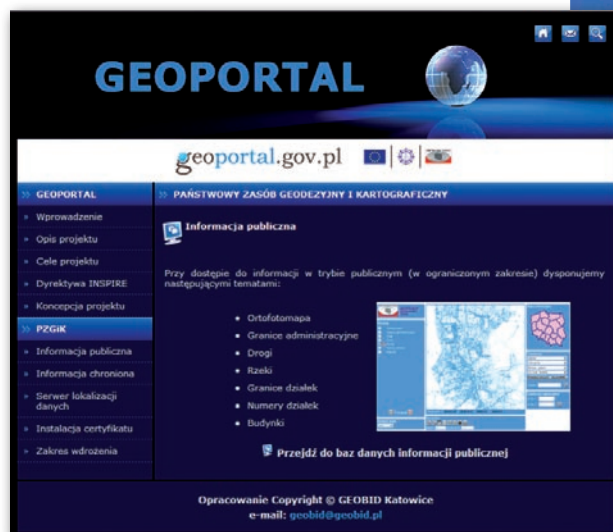 GEOPORTAL
geoportal.gov.pl
GEOPORTAL
Wprowadzenie
Opis projektu
Cele projektu
Dyrektywa INSPIRE
Koncepcja projektu
PZGiK
Informacja publiczna
Informacja chroniona
Serwer lokalizacji
danych
Instalacja certyfikatu
Zakres wdrożenia
PAŃSTWOWY ZASÓB GEODEZYJNY I KARTOGRAFICZNY
Informacja publiczna
Przy dostępie do informacji w trybie publicznym (w ograniczonym zakresie) dysponujemy
następującymi tematami:
Ortofotomapa
Granice administracyjne
Drogi
Rzeki
Granice działek
Numery działek
Budynki
Przejdź do baz danych informacji publicznej
Opracowanie Copyright © GEOBID Katowice
e-mail: geobid@geobid.pl